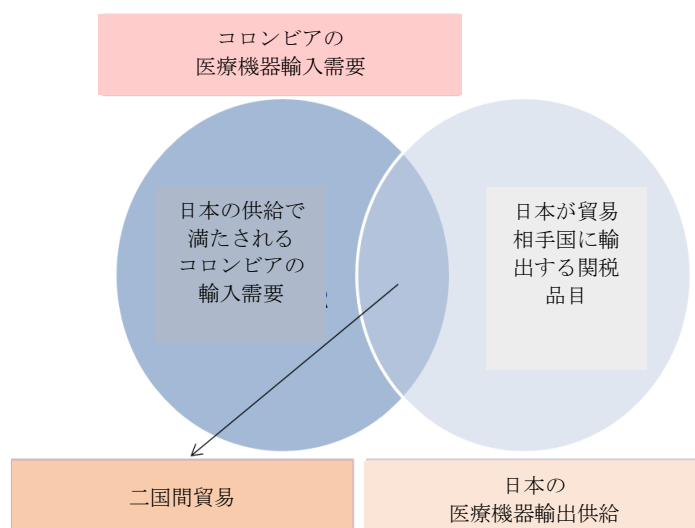 コロンビアの
医療機器輸入需要
日本の供給で
満たされる
コロンビアの
輸入需要
日本が貿易
相手国に輸
出する関税
品目
二国間貿易
日本の
医療機器輸出供給